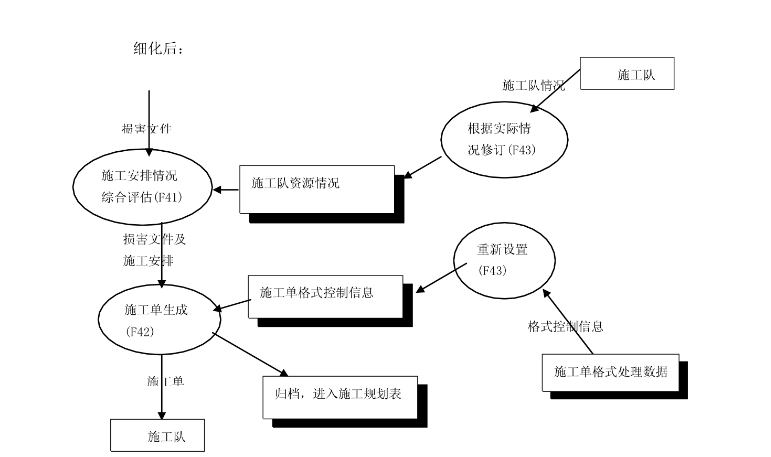 细化后：
施工队
施工队情况
根据实际情
况修订(F43)
损害文件
施工安排情况
综合评估(F41)
施工队资源情况
损害文件及
施工安排
重新设置
(F43)
施工单格式控制信息
施工单生成
(F42)
格式控制信息
施工单格式处理数据
施工单
归档，进入施工规划表
施工队